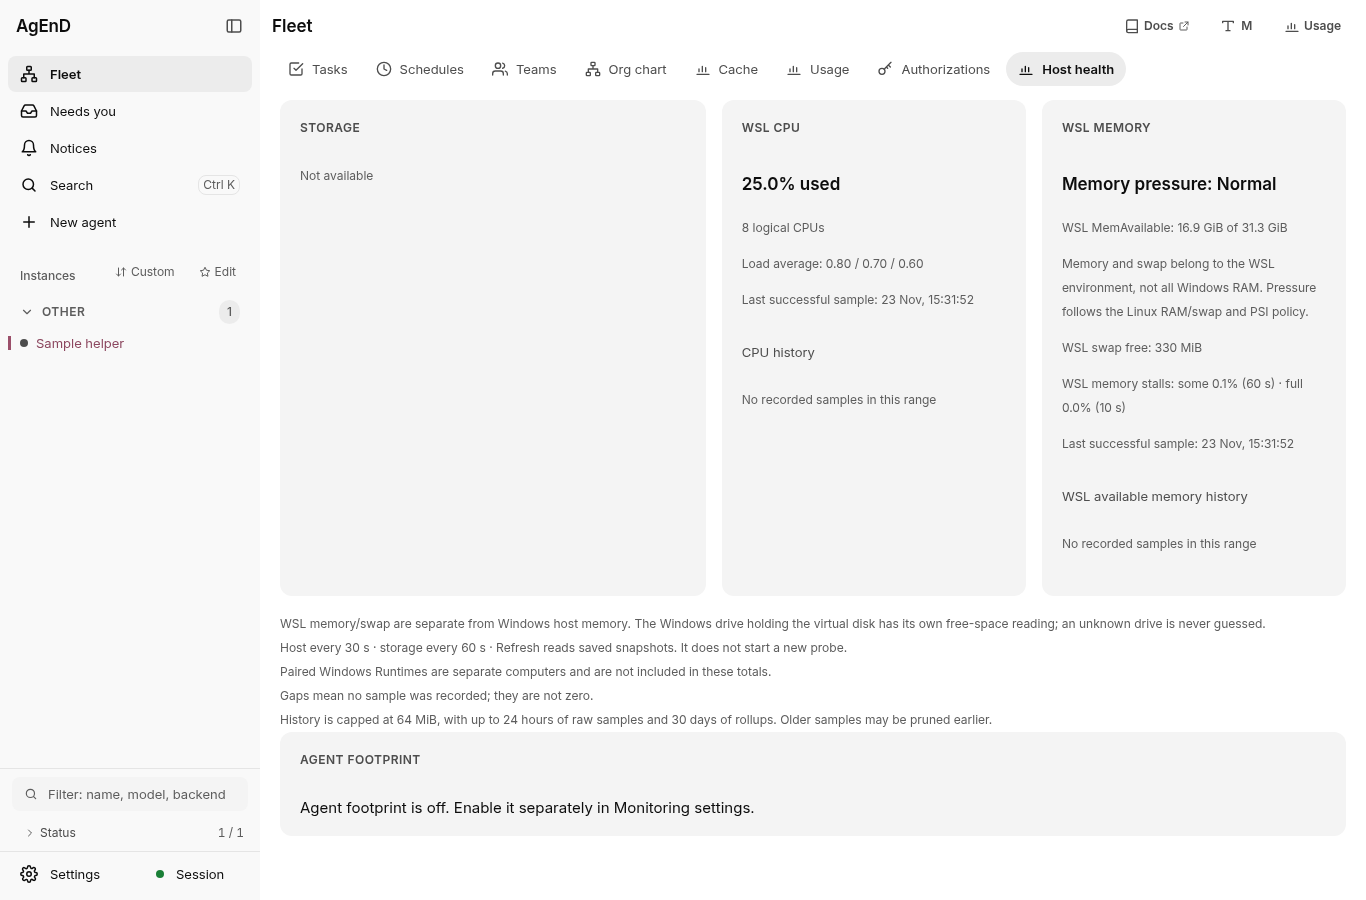 AgEnD
Fleet
Needs you
Notices
Search
Ctrl K
New agent
Instances
Custom
Edit
OTHER
1
Sample helper
Filter: name, model, backend
Status
1 / 1
Settings
Session
Fleet
Docs
M
Usage
Tasks
Schedules
Teams
Org chart
Cache
Usage
Authorizations
Host health
STORAGE
Not available
WSL CPU
25.0% used
8 logical CPUs
Load average: 0.80 / 0.70 / 0.60
Last successful sample: 23 Nov, 15:31:52
CPU history
No recorded samples in this range
WSL MEMORY
Memory pressure: Normal
WSL MemAvailable: 16.9 GiB of 31.3 GiB
Memory and swap belong to the WSL
environment, not all Windows RAM. Pressure
follows the Linux RAM/swap and PSI policy.
WSL swap free: 330 MiB
WSL memory stalls: some 0.1% (60 s) · full
0.0% (10 s)
Last successful sample: 23 Nov, 15:31:52
WSL available memory history
No recorded samples in this range
WSL memory/swap are separate from Windows host memory. The Windows drive holding the virtual disk has its own free-space reading; an unknown drive is never guessed.
Host every 30 s · storage every 60 s · Refresh reads saved snapshots. It does not start a new probe.
Paired Windows Runtimes are separate computers and are not included in these totals.
Gaps mean no sample was recorded; they are not zero.
History is capped at 64 MiB, with up to 24 hours of raw samples and 30 days of rollups. Older samples may be pruned earlier.
AGENT FOOTPRINT
Agent footprint is off. Enable it separately in Monitoring settings.